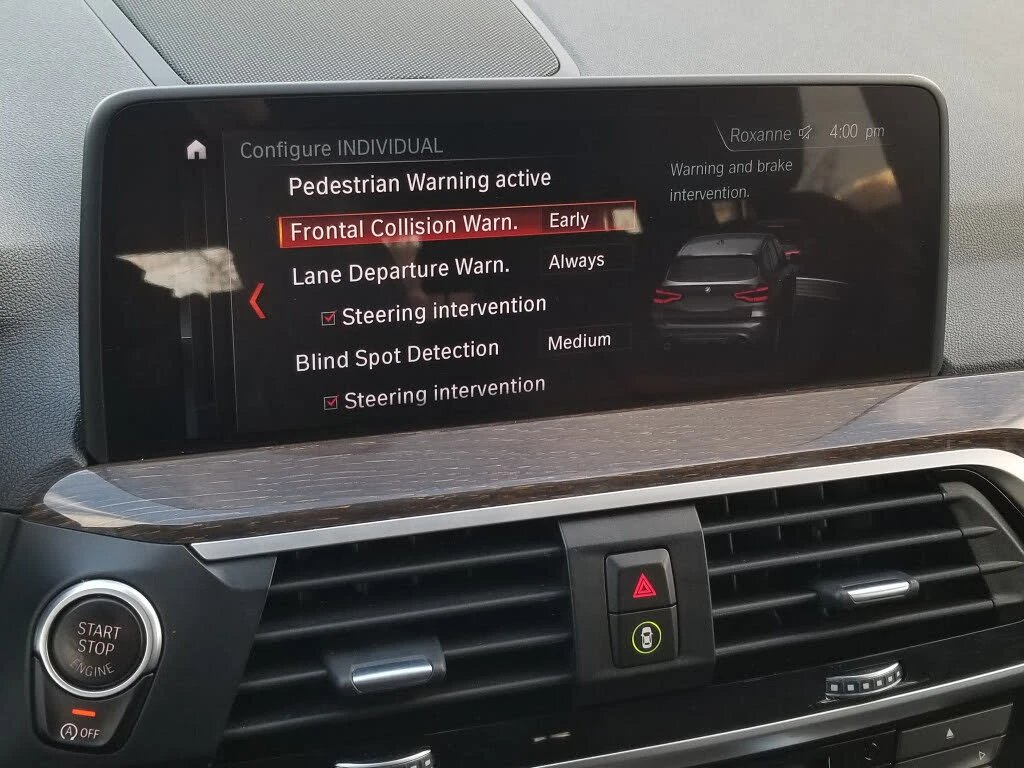 Configure INDIVIDUAL
Roxanne 4:00 pm
Pedestrian Warning active
Warning and brake
intervention.
Frontal Collision Warn. Early
Lane Departure Warn. Always
Steering intervention
Blind Spot Detection Medium
Steering intervention
START
STOP
ENGINE
A OFF